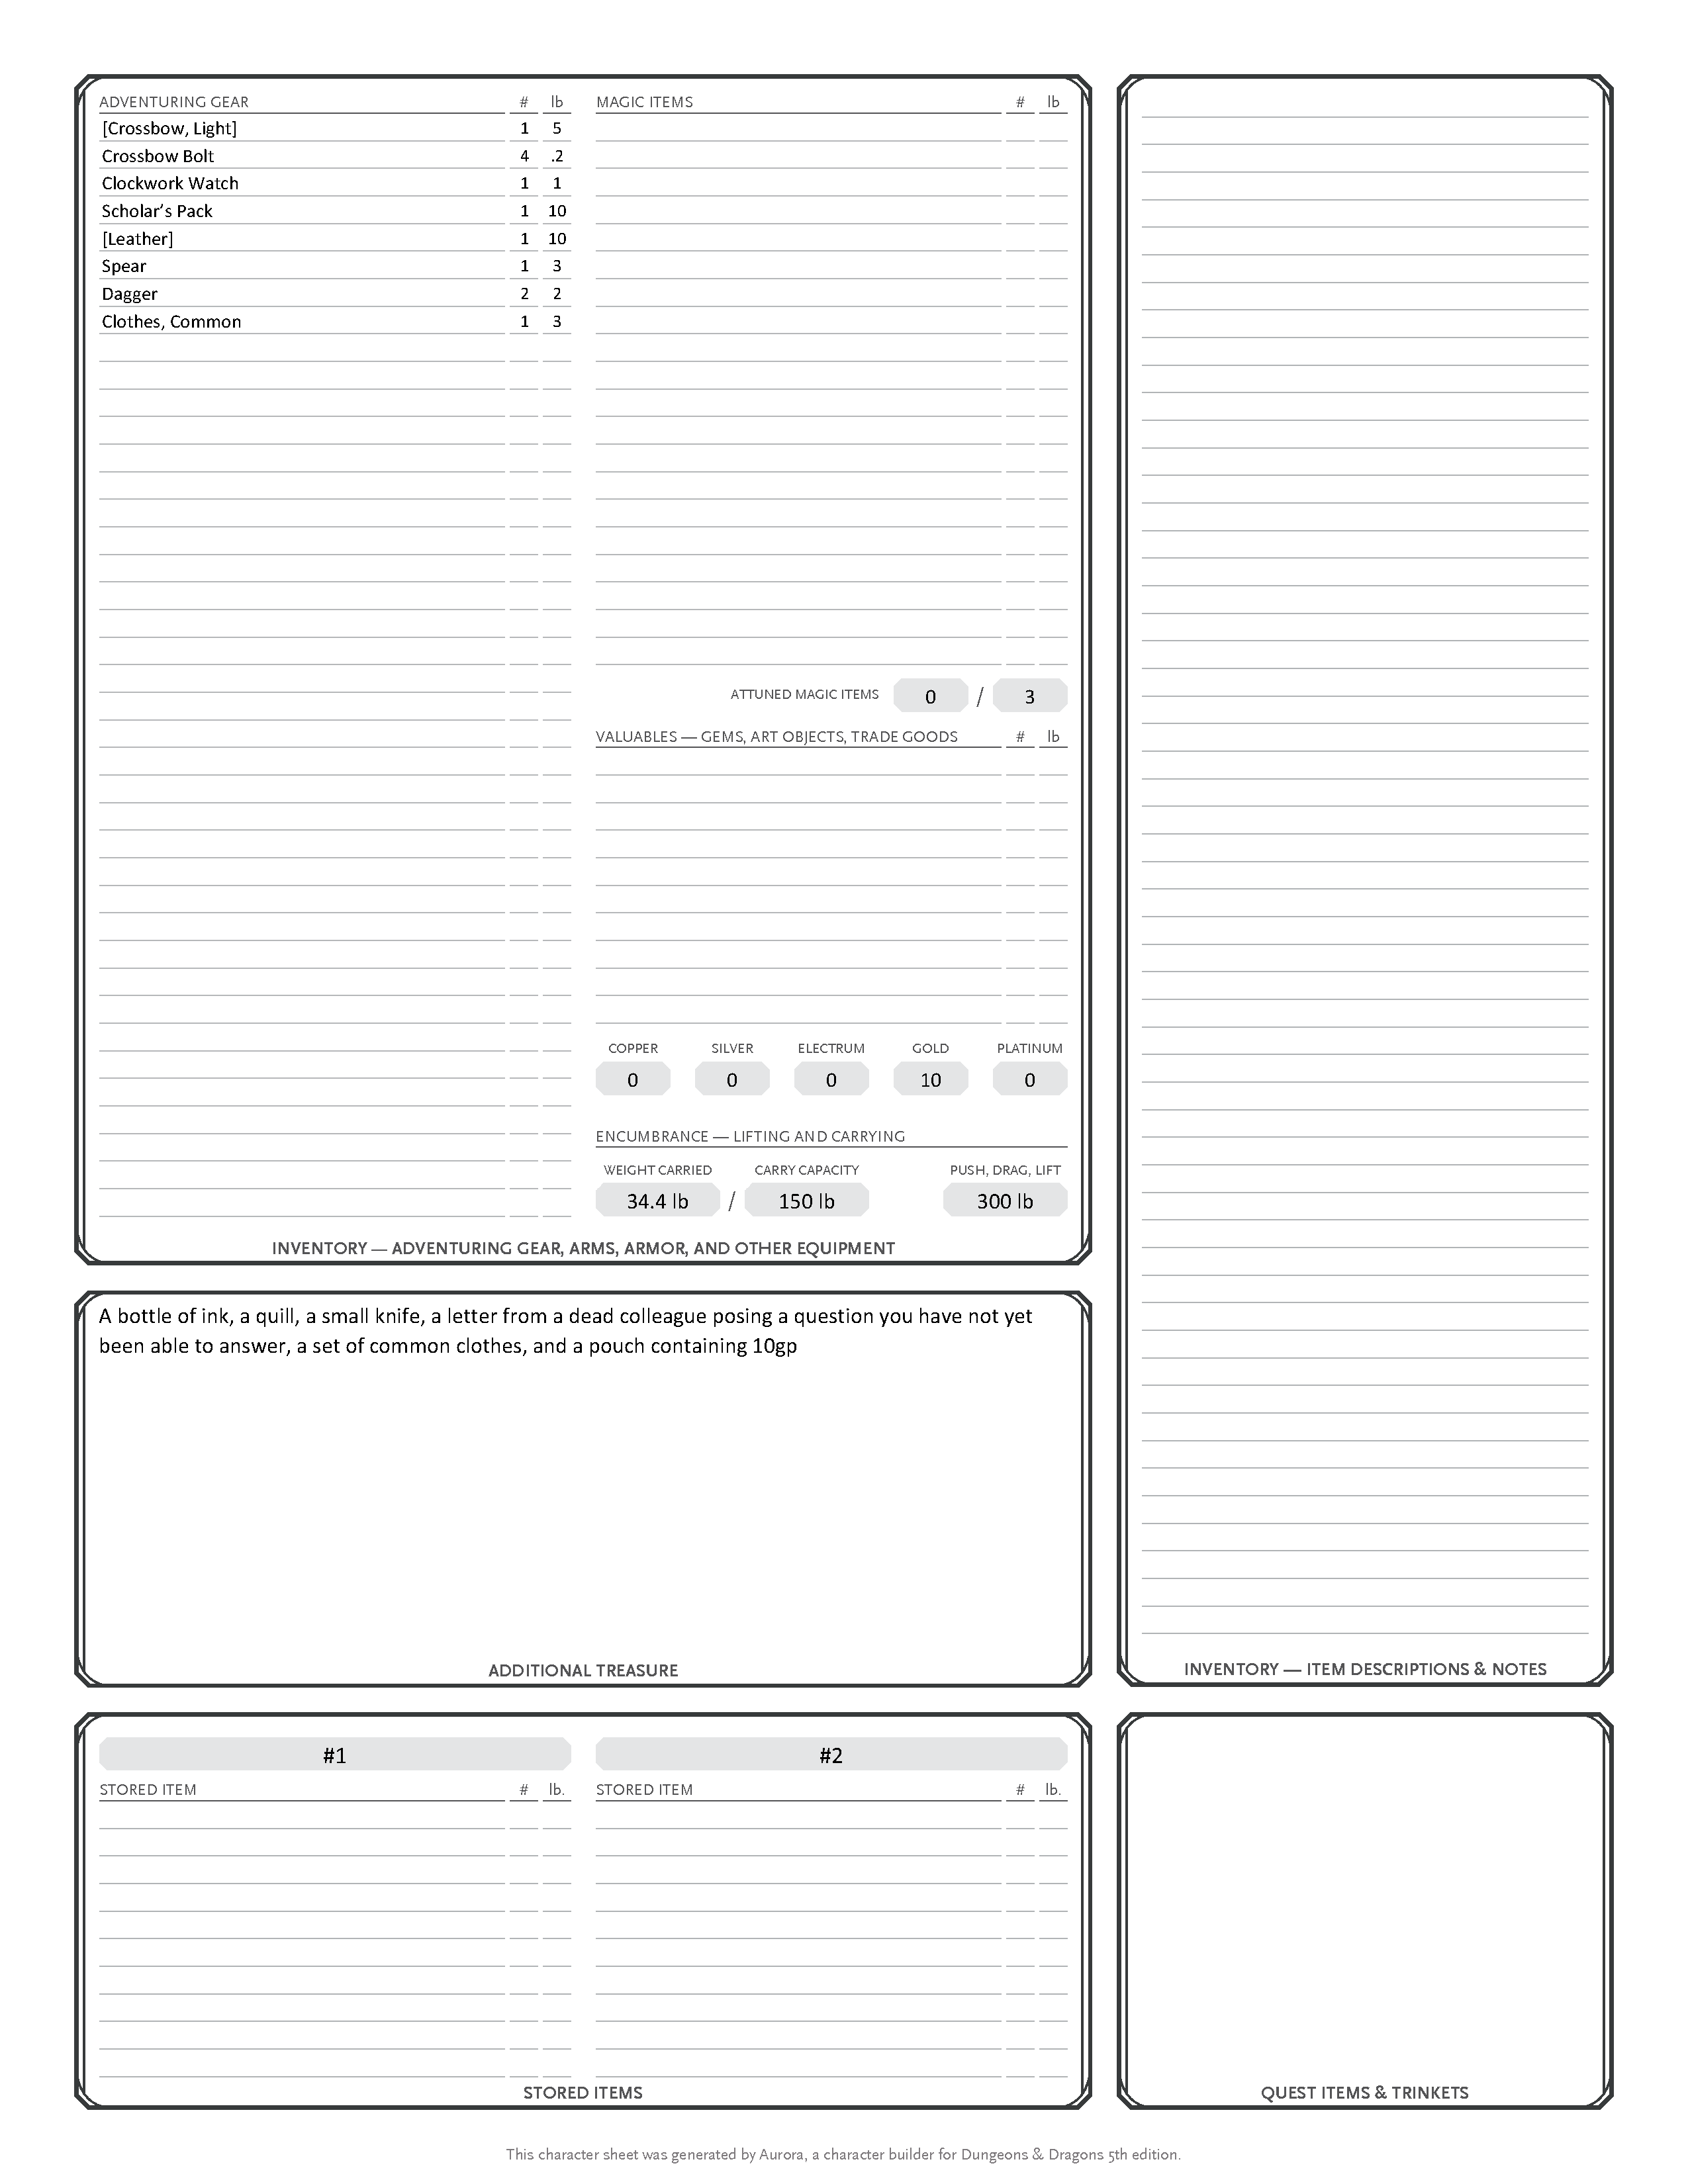 ADVENTURING GEAR # lb
[Crossbow, Light] 1 5
Crossbow Bolt 4 .2
Clockwork Watch 1 1
Scholar’s Pack 1 10
[Leather] 1 10
Spear 1 3
Dagger 2 2
Clothes, Common 1 3
MAGIC ITEMS # lb
ATTUNED MAGIC ITEMS 0 / 3
VALUABLES — GEMS, ART OBJECTS, TRADE GOODS # lb
COPPER SILVER ELECTRUM GOLD PLATINUM
0 0 0 10 0
ENCUMBRANCE — LIFTING AND CARRYING
WEIGHT CARRIED CARRY CAPACITY PUSH, DRAG, LIFT
34.4 lb / 150 lb 300 lb
INVENTORY — ADVENTURING GEAR, ARMS, ARMOR, AND OTHER EQUIPMENT
A bottle of ink, a quill, a small knife, a letter from a dead colleague posing a question you have not yet
been able to answer, a set of common clothes, and a pouch containing 10gp
ADDITIONAL TREASURE
INVENTORY — ITEM DESCRIPTIONS & NOTES
#1 #2
STORED ITEM # lb. STORED ITEM # lb.
STORED ITEMS
QUEST ITEMS & TRINKETS
This character sheet was generated by Aurora, a character builder for Dungeons & Dragons 5th edition.